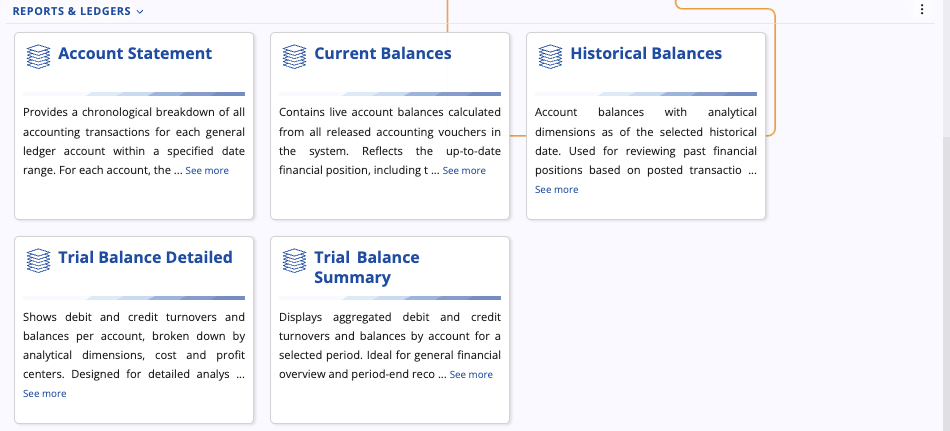 REPORTS & LEDGERS
Account Statement
Provides a chronological breakdown of all
accounting transactions for each general
ledger account within a specified date
range. For each account, the ... See more
Current Balances
Contains live account balances calculated
from all released accounting vouchers in
the system. Reflects the up-to-date
financial position, including t ... See more
Historical Balances
Account balances with analytical
dimensions as of the selected historical
date. Used for reviewing past financial
positions based on posted transactio ...
See more
Trial Balance Detailed
Shows debit and credit turnovers and
balances per account, broken down by
analytical dimensions, cost and profit
centers. Designed for detailed analys ...
See more
Trial Balance
Summary
Displays aggregated debit and credit
turnovers and balances by account for a
selected period. Ideal for general financial
overview and period-end reco ... See more